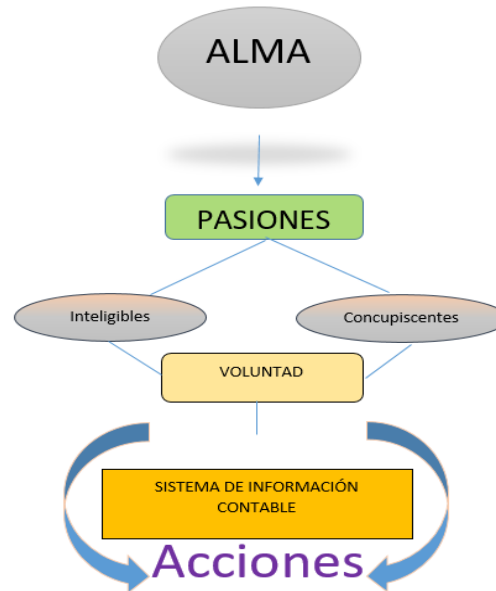 ALMA
PASIONES
Inteligibles
Concupiscentes
VOLUNTAD
SISTEMA DE INFORMACIÓN
CONTABLE
Acciones